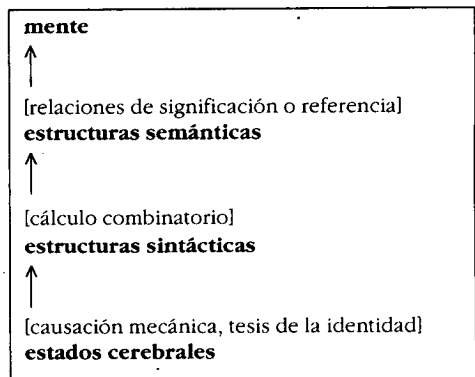 mente
[relaciones de significación o referencia]
estructuras semánticas
[cálculo combinatorio]
estructuras sintácticas
[causación mecánica, tesis de la identidad]
estados cerebrales